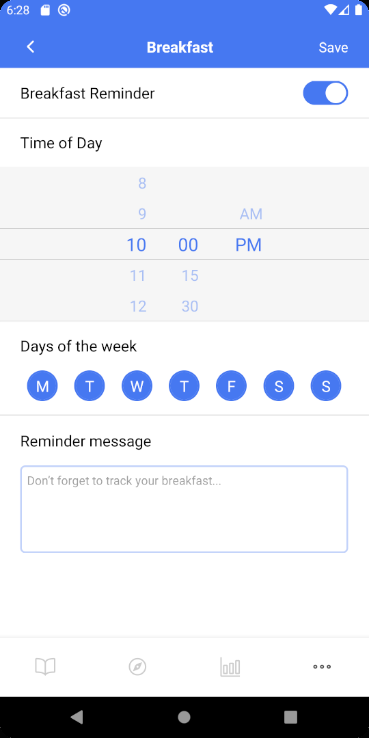 6:28
Breakfast Save
Breakfast Reminder
Time of Day
8
9 AM
10 00 PM
11 15
12 30
Days of the week
M T W T F S S
Reminder message
Don't forget to track your breakfast...